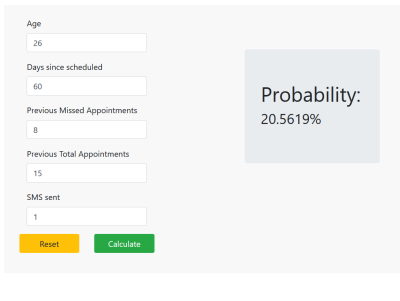 Age
26
Days since scheduled
60
Previous Missed Appointments
8
Previous Total Appointments
15
SMS sent
1
Reset
Calculate
Probability:
20.5619%